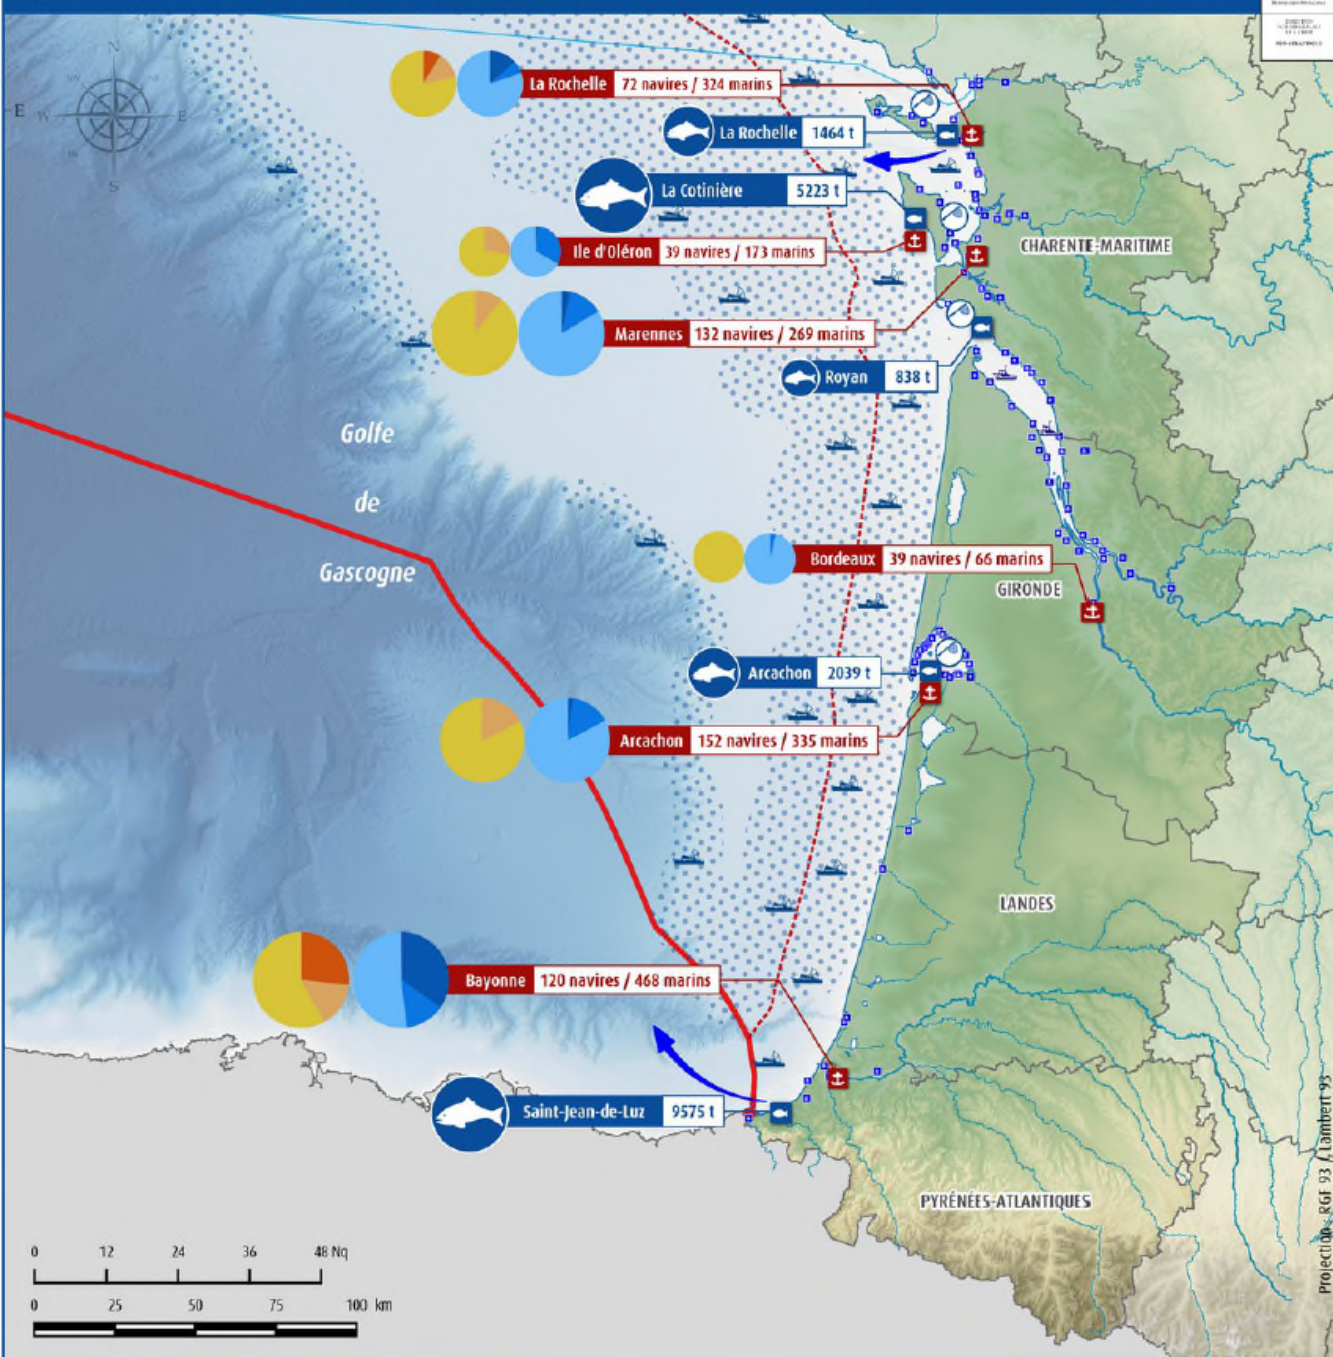 N
E
W
E
S
La Rochelle 72 navires / 324 marins
La Rochelle 1464 t
La Cotinière 5223 t
Ile d'Oléron 39 navires / 173 marins
CHARENTE-MARITIME
Marennes 132 navires / 269 marins
Royan 838 t
Golfe
de
Gascogne
Bordeaux 39 navires / 66 marins
GIRONDE
Arcachon 2039 t
Arcachon 152 navires / 335 marins
LANDES
Bayonne 120 navires / 468 marins
Saint-Jean-de-Luz 9575 t
PYRÉNÉES-ATLANTIQUES
0 12 24 36 48 Nq
0 25 50 75 100 km
Projection : RGF 93 / Lambert 93